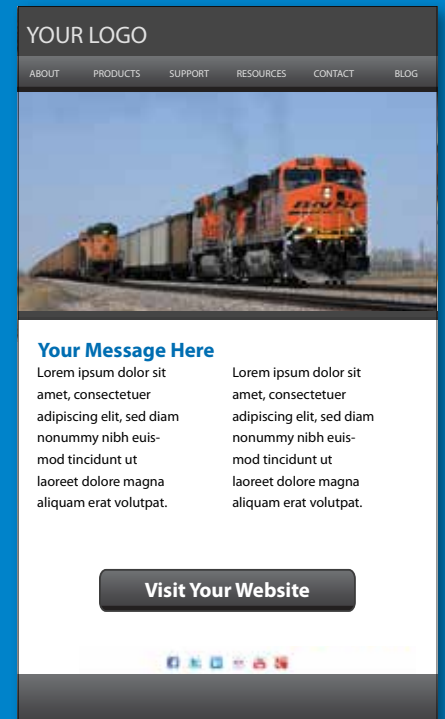 YOUR LOGO
ABOUT PRODUCTS SUPPORT RESOURCES CONTACT BLOG
BNSF
Your Message Here
Lorem ipsum dolor sit
amet, consectetuer
adipiscing elit, sed diam
nonummy nibh euis-
mod tincidunt ut
laoreet dolore magna
aliquam erat volutpat.
Lorem ipsum dolor sit
amet, consectetuer
adipiscing elit, sed diam
nonummy nibh euis-
mod tincidunt ut
laoreet dolore magna
aliquam erat volutpat.
Visit Your Website